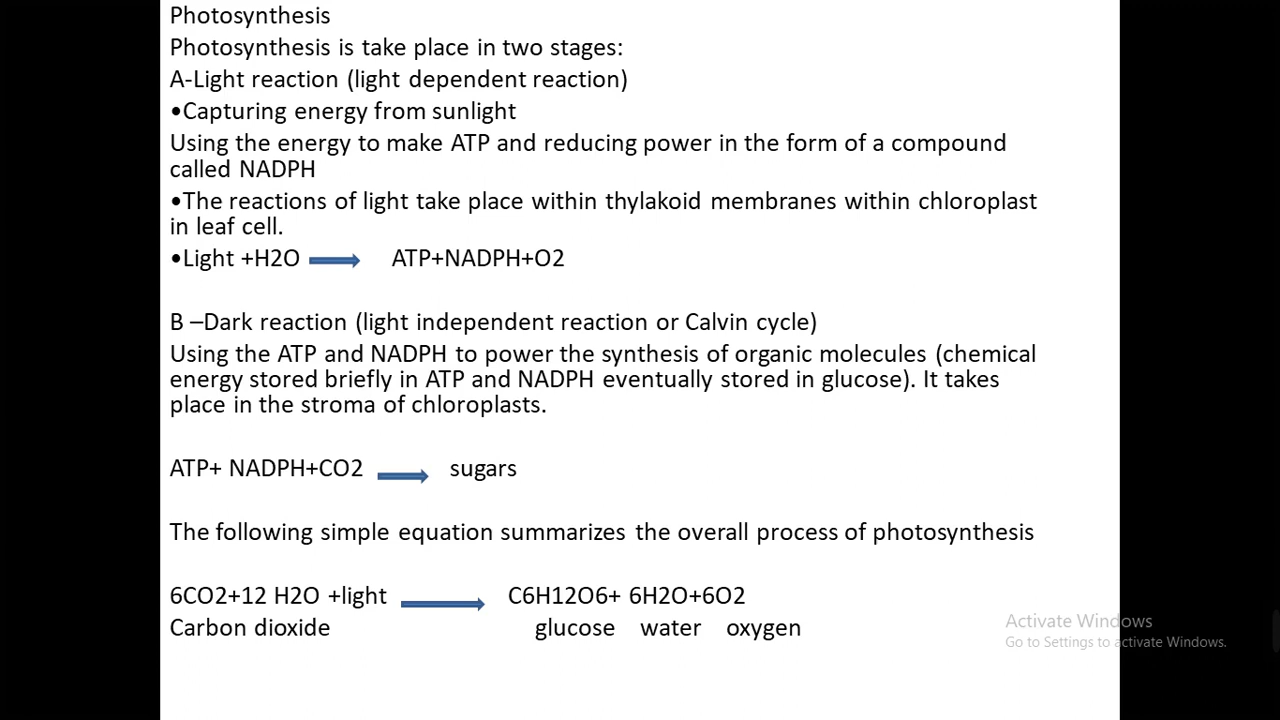 Photosynthesis
Photosynthesis is take place in two stages:
A-Light reaction (light dependent reaction)
•Capturing energy from sunlight
Using the energy to make ATP and reducing power in the form of a compound
called NADPH
•The reactions of light take place within thylakoid membranes within chloroplast
in leaf cell.
•Light +H2O ATP+NADPH+O2
B –Dark reaction (light independent reaction or Calvin cycle)
Using the ATP and NADPH to power the synthesis of organic molecules (chemical
energy stored briefly in ATP and NADPH eventually stored in glucose). It takes
place in the stroma of chloroplasts.
ATP+ NADPH+CO2 sugars
The following simple equation summarizes the overall process of photosynthesis
6CO2+12 H2O +light C6H12O6+ 6H2O+6O2
Carbon dioxide glucose water oxygen
Activate Windows
Go to Settings to activate Windows.